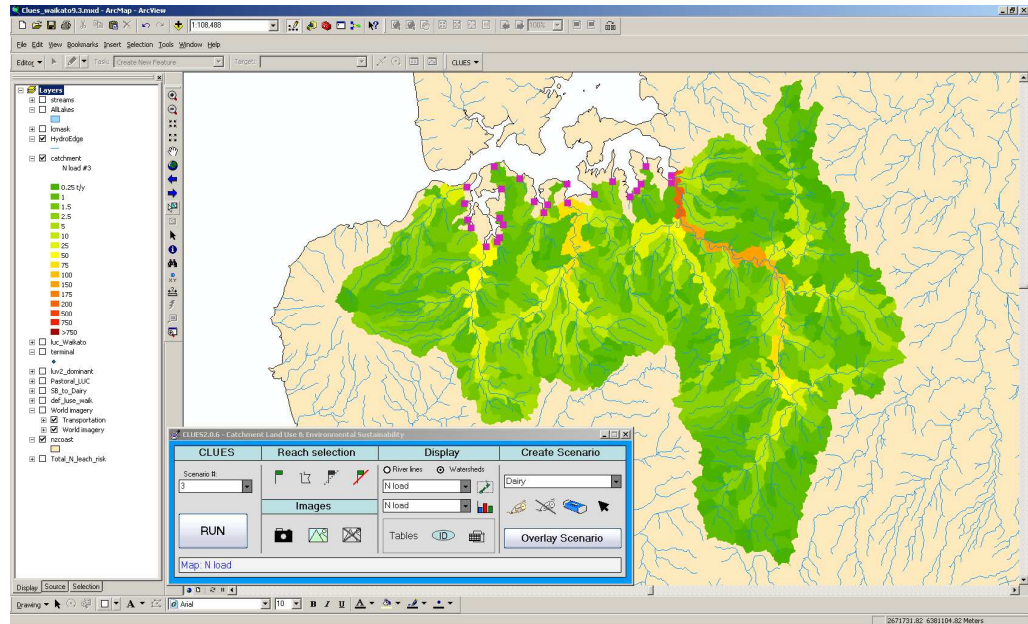 Clues_waikato9.3.mxd - ArcMap - ArcView
1:108,488
100%
File Edit View Bookmarks Insert Selection Tools Window Help
Editor Task: Create New Feature Target: CLUES
Layers
streams
AllLakes
lcmask
HydroEdge
catchment
N load #3
0.25 t/y
1
1.5
2.5
5
10
25
50
75
100
150
175
200
500
750
>750
luc_Waikato
terminal
luv2_dominant
Pastoral_LUC
SB_to_Dairy
def_luse_waik
World imagery
Transportation
World imagery
nzcoast
Total_N_leach_risk
CLUES2.0.6 - Catchment Land Use & Environmental Sustainability
CLUES Reach selection Display Create Scenario
Scenario #:
3
River lines Watersheds
N load
Dairy
Images
N load
RUN
Tables ID
Overlay Scenario
Map: N load
Display Source Selection
Drawing A Arial 10 B I U A
2671731.82 6381104.82 Meters